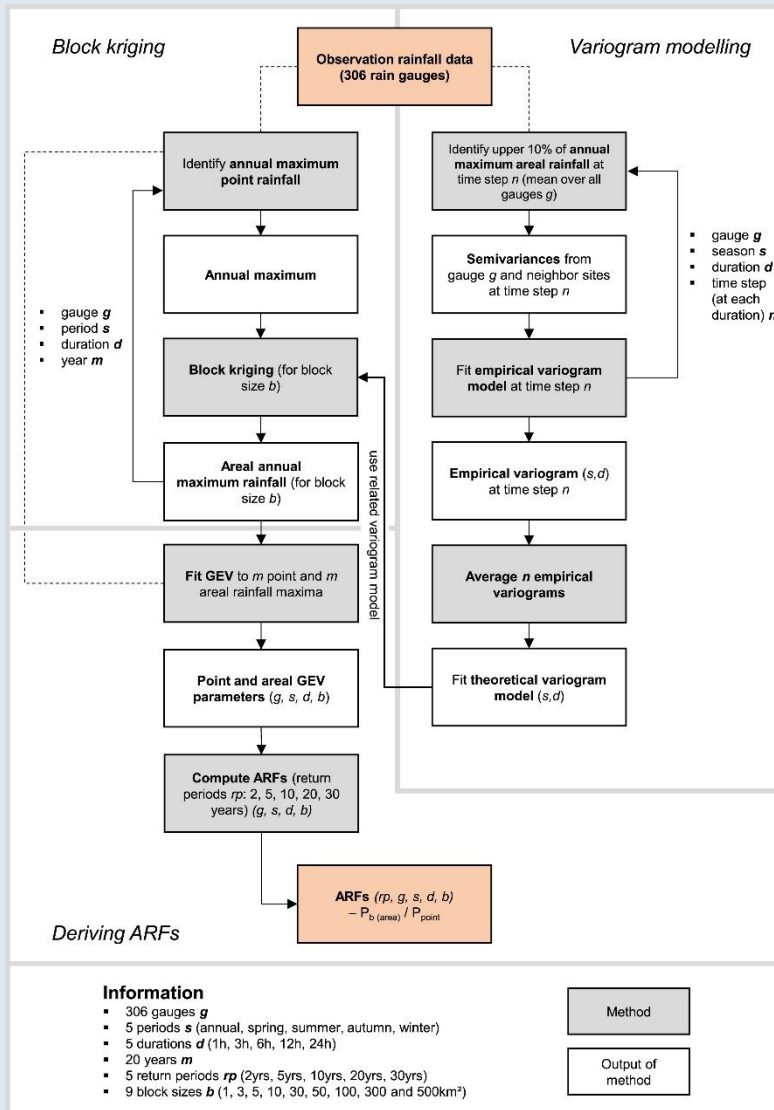 Block kriging
Observation rainfall data
(306 rain gauges)
Variogram modelling
Identify annual maximum
point rainfall
Annual maximum
Block kriging (for block
size b)
Areal annual
maximum rainfall (for block
size b)
▪ gauge g
▪ period s
▪ duration d
▪ year m
Identify upper 10% of annual
maximum areal rainfall at
time step n (mean over all
gauges g)
Semivariances from
gauge g and neighbor sites
at time step n
Fit empirical variogram
model at time step n
Empirical variogram (s,d)
at time step n
Average n empirical
variograms
Fit theoretical variogram
model (s,d)
▪ gauge g
▪ season s
▪ duration d
▪ time step
(at each
duration) n
use related variogram model
Fit GEV to m point and m
areal rainfall maxima
Point and areal GEV
parameters (g, s, d, b)
Compute ARFs (return
periods rp: 2, 5, 10, 20, 30
years) (g, s, d, b)
ARFs (rp, g, s, d, b)
– Pb (area) / Ppoint
Deriving ARFs
Information
▪ 306 gauges g
▪ 5 periods s (annual, spring, summer, autumn, winter)
▪ 5 durations d (1h, 3h, 6h, 12h, 24h)
▪ 20 years m
▪ 5 return periods rp (2yrs, 5yrs, 10yrs, 20yrs, 30yrs)
▪ 9 block sizes b (1, 3, 5, 10, 30, 50, 100, 300 and 500km²)
Method
Output of
method